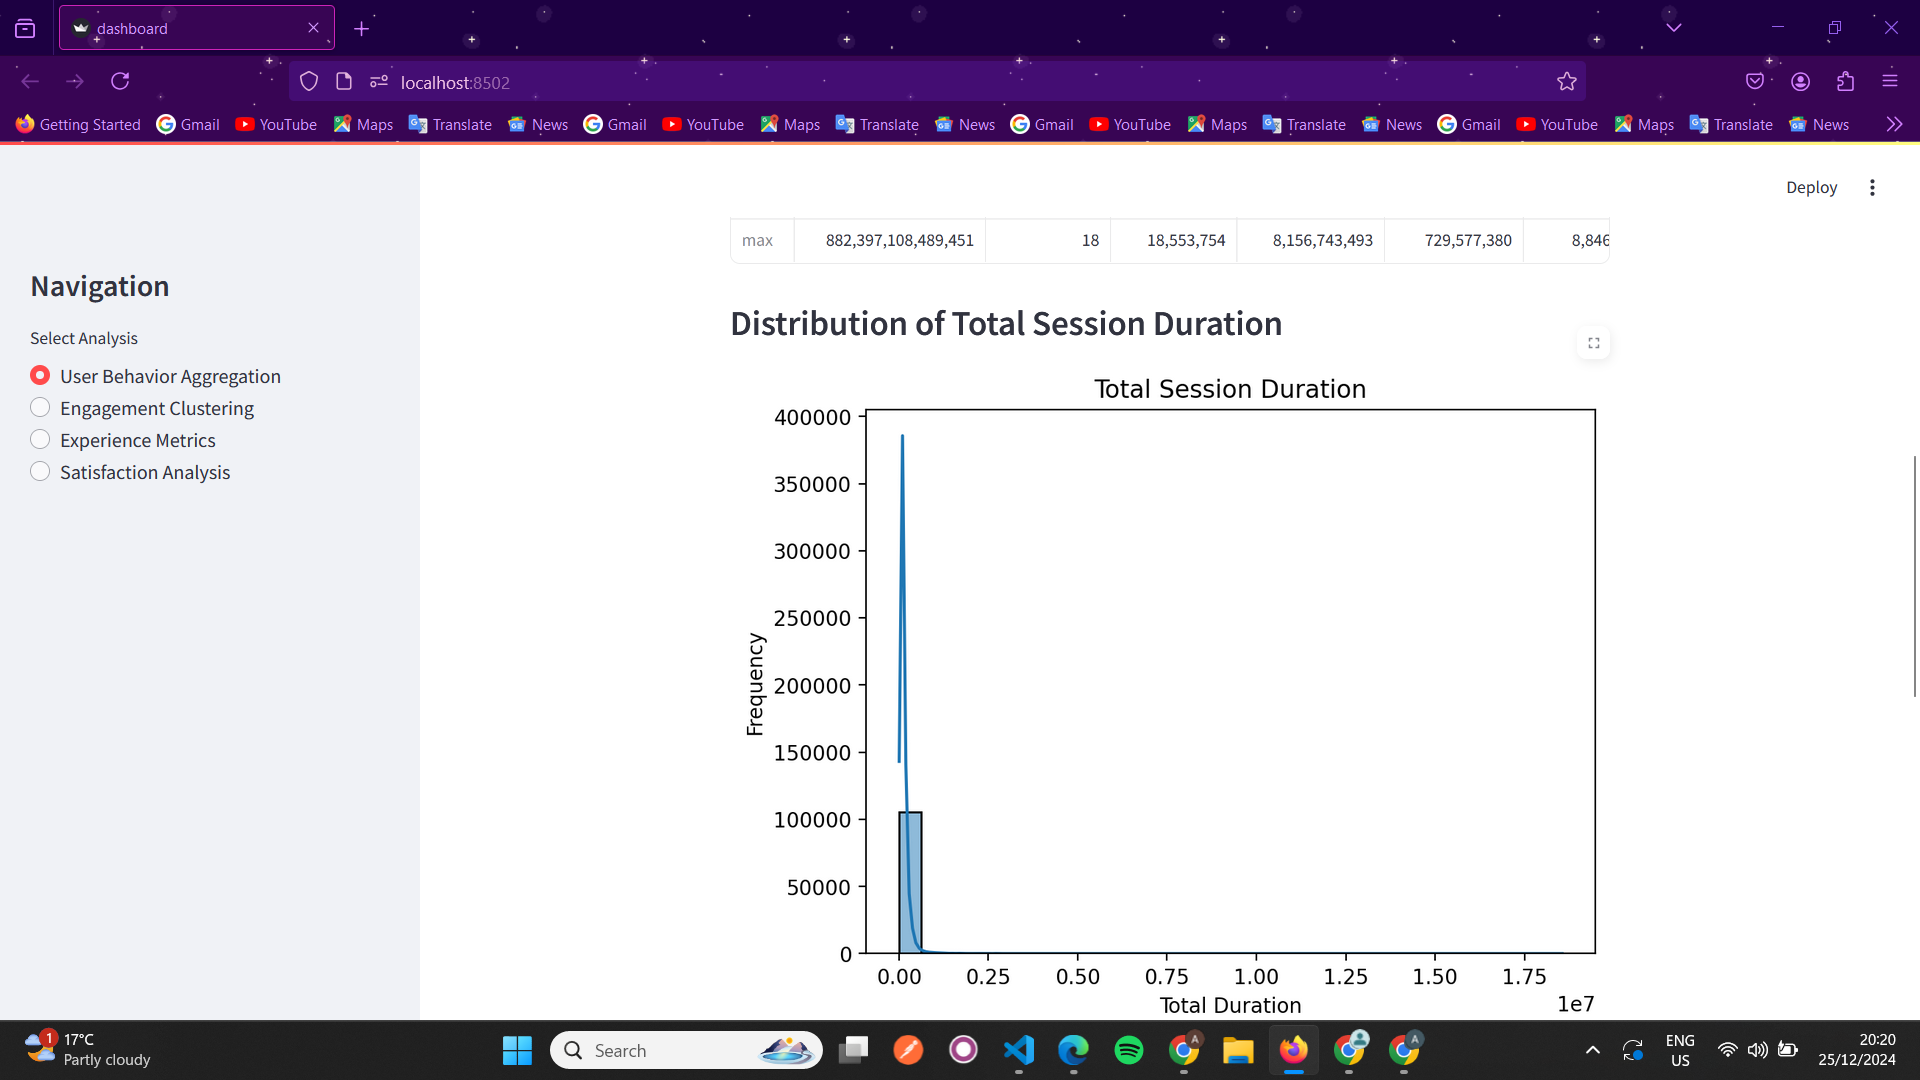 dashboard
localhost:8502
Getting Started Gmail YouTube Maps Translate News Gmail YouTube Maps Translate News Gmail YouTube Maps Translate News Gmail YouTube Maps Translate News
Deploy
max 882,397,108,489,451 18 18,553,754 8,156,743,493 729,577,380 8,846
Navigation
Select Analysis
User Behavior Aggregation
Engagement Clustering
Experience Metrics
Satisfaction Analysis
Distribution of Total Session Duration
Total Session Duration
400000
350000
300000
250000
200000
150000
100000
50000
0
Frequency
0.00 0.25 0.50 0.75 1.00 1.25 1.50 1.75
1e7
Total Duration
1
17°C
Partly cloudy
Search
A
A
ENG
US
20:20
25/12/2024